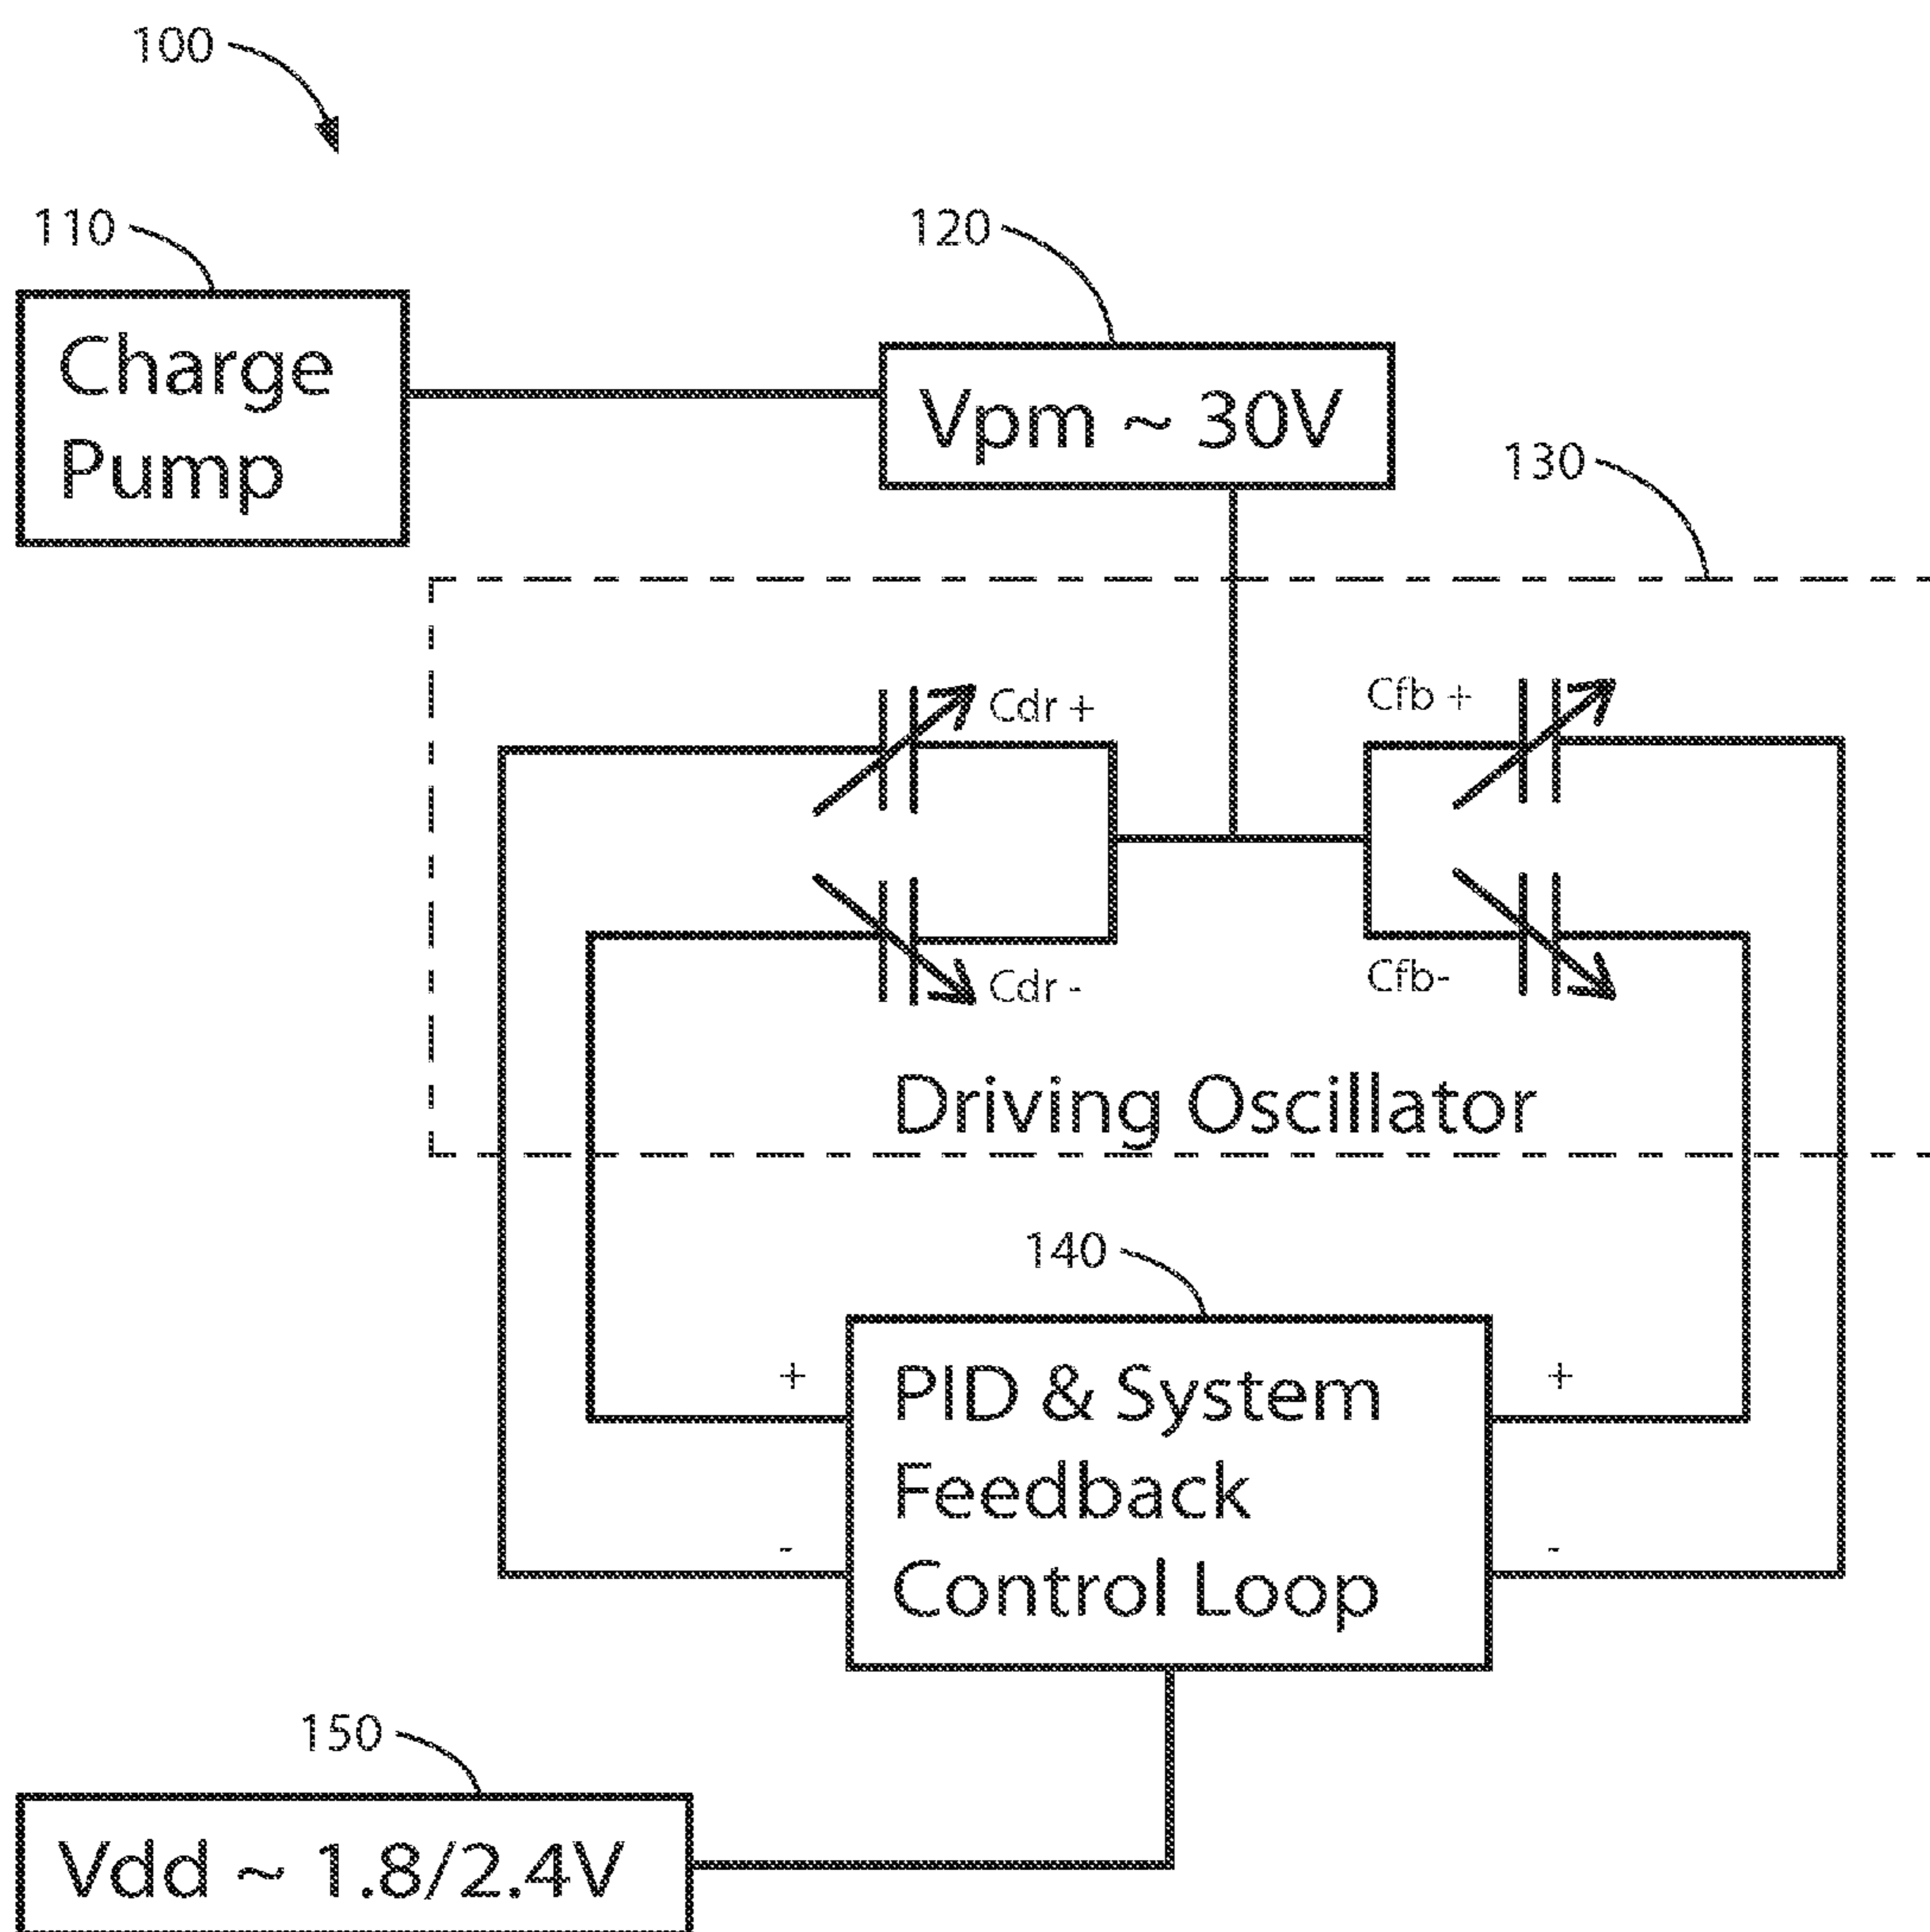 100
110
120
Charge
Pump
Vpm ~ 30V
130
Cdr +
Cfb +
Cdr -
Cfb-
Driving Oscillator
140
+
+
PID & System
Feedback
-
-
Control Loop
150
Vdd ~ 1.8/2.4V